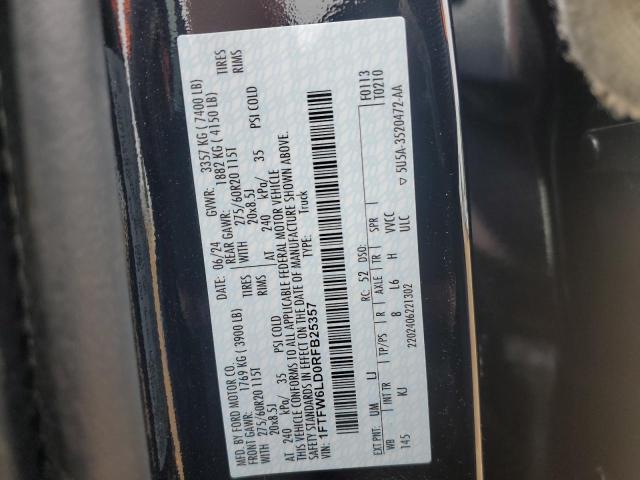 MFD. BY FORD MOTOR CO.
DATE: 06/24 GVWR: 3357 KG ( 7400 LB)
FRONT GAWR: 1769 KG ( 3900 LB) REAR GAWR: 1882 KG ( 4150 LB)
WITH 275/60R20 115T TIRES WITH 275/60R20 115T TIRES
20x8.5J RIMS 20x8.5J RIMS
AT 240 kPa/ 35 PSI COLD AT 240 kPa/ 35 PSI COLD
THIS VEHICLE CONFORMS TO ALL APPLICABLE FEDERAL MOTOR VEHICLE
SAFETY STANDARDS IN EFFECT ON THE DATE OF MANUFACTURE SHOWN ABOVE.
VIN: 1FTFW6LD0RFB25357 TYPE: Truck
F0113
T0210
EXT PNT: UM UJ RC: 52 DSO:
WB INT TR TP/PS R AXLE TR SPR
145 KJ 8 L6 H VVCC
2202406221302 ULC ▽ 5U5A-3520472-AA